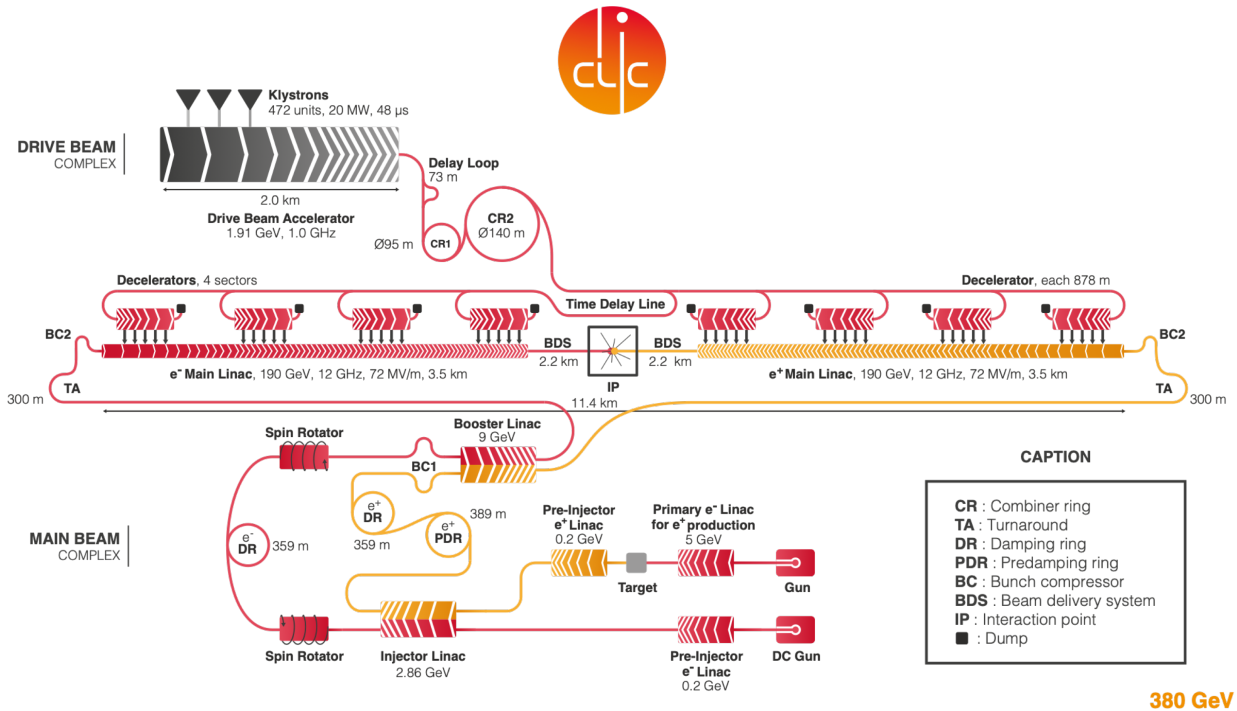 clic
Klystrons
472 units, 20 MW, 48 µs
DRIVE BEAM
COMPLEX
Delay Loop
73 m
2.0 km
Drive Beam Accelerator
1.91 GeV, 1.0 GHz
CR2
Ø140 m
Ø95 m
CR1
Decelerators, 4 sectors
Decelerator, each 878 m
Time Delay Line
BC2
BDS
BDS
BC2
2.2 km
2.2 km
e⁻ Main Linac, 190 GeV, 12 GHz, 72 MV/m, 3.5 km
IP
e⁺ Main Linac, 190 GeV, 12 GHz, 72 MV/m, 3.5 km
TA
TA
300 m
11.4 km
300 m
Booster Linac
9 GeV
Spin Rotator
BC1
CAPTION
e⁺
DR
359 m
e⁺
PDR
389 m
MAIN BEAM
COMPLEX
e⁻
DR
359 m
Pre-Injector
e⁺ Linac
0.2 GeV
Primary e⁻ Linac
for e⁺ production
5 GeV
Target
Gun
Spin Rotator
Injector Linac
2.86 GeV
Pre-Injector
e⁻ Linac
0.2 GeV
DC Gun
CR : Combiner ring
TA : Turnaround
DR : Damping ring
PDR : Predamping ring
BC : Bunch compressor
BDS : Beam delivery system
IP : Interaction point
: Dump
380 GeV